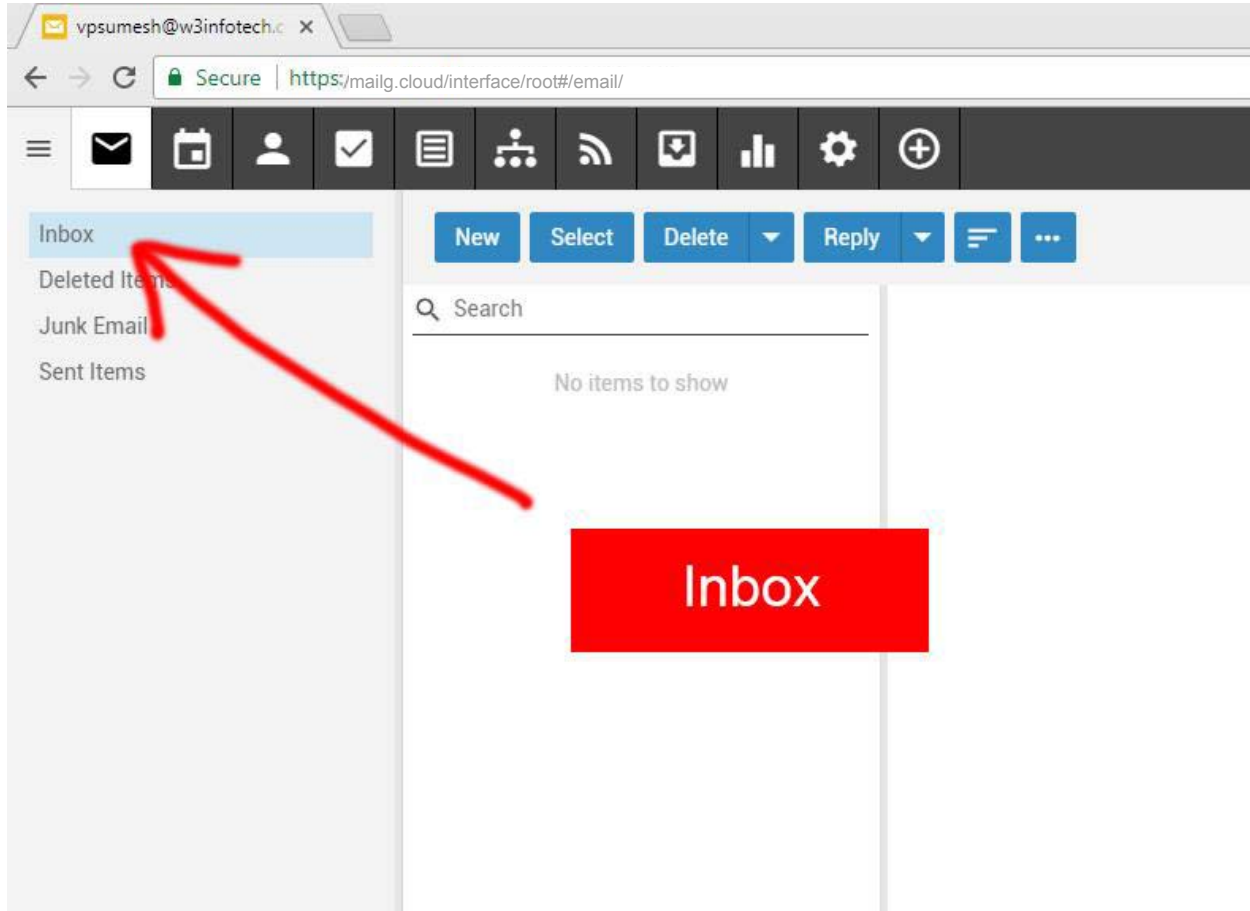 vpsumesh@w3infotech.c
Secure | https:/mailg.cloud/interface/root#/email/
Inbox
New Select Delete Reply
Deleted Items
Junk Email
Sent Items
Search
No items to show
Inbox